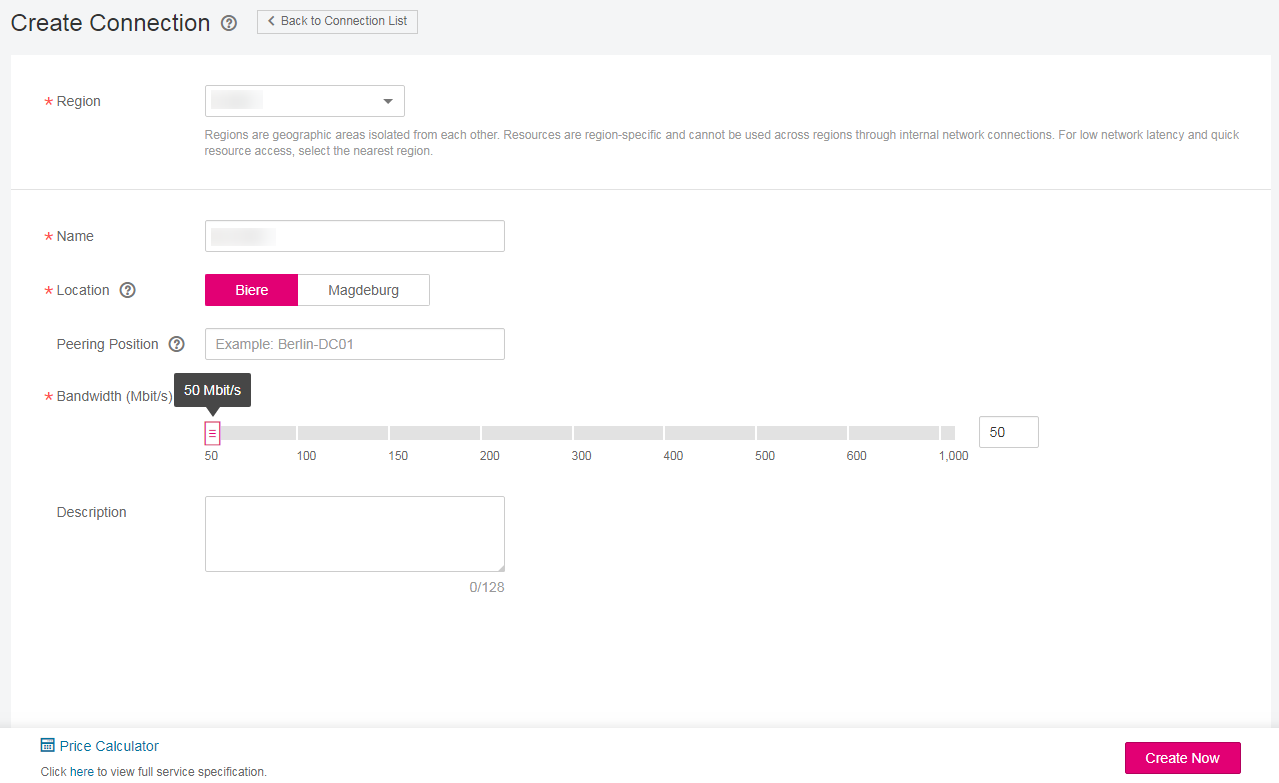 Create Connection
Back to Connection List
* Region
Regions are geographic areas isolated from each other. Resources are region-specific and cannot be used across regions through internal network connections. For low network latency and quick
resource access, select the nearest region.
* Name
* Location ?
Biere
Magdeburg
Peering Position ?
Example: Berlin-DC01
* Bandwidth (Mbit/s)
50 Mbit/s
50
50 100 150 200 300 400 500 600 1,000
Description
0/128
Price Calculator
Click here to view full service specification.
Create Now